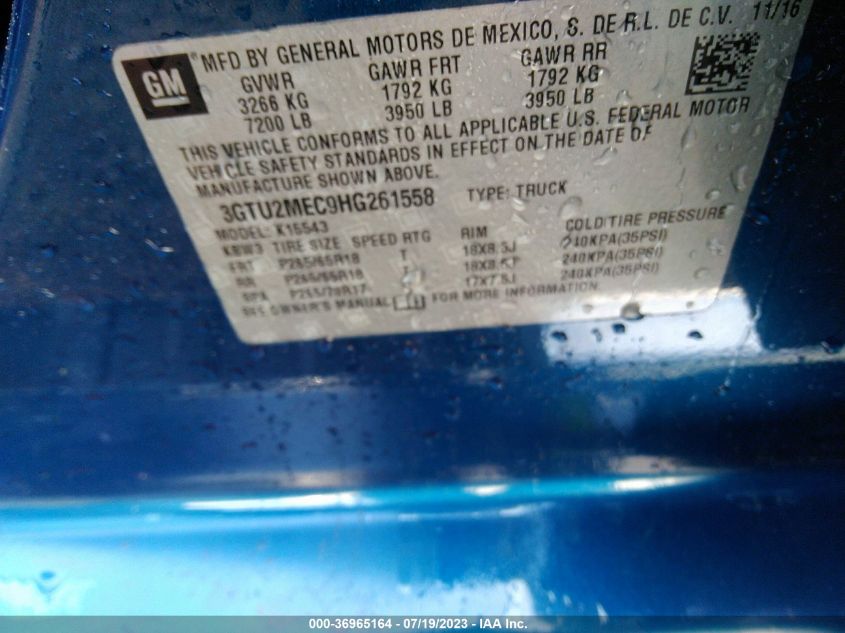 GM
MFD BY GENERAL MOTORS DE MEXICO, S. DE R.L. DE C.V. 11/16
GVWR GAWR FRT GAWR RR
3266 KG 1792 KG 1792 KG
7200 LB 3950 LB 3950 LB
THIS VEHICLE CONFORMS TO ALL APPLICABLE U.S. FEDERAL MOTOR
VEHICLE SAFETY STANDARDS IN EFFECT ON THE DATE OF
MANUFACTURE SHOWN ABOVE.
3GTU2MEC9HG261558 TYPE: TRUCK
MODEL: K15543
TIRE SIZE SPEED RTG RIM COLD TIRE PRESSURE
FRT P265/65R18 T 18X8.5J 240KPA(35PSI)
RR P265/65R18 T 18X8.5J 240KPA(35PSI)
SPA 240KPA(35PSI)
SEE OWNER'S MANUAL FOR MORE INFORMATION.
000-36965164 / 07/19/2023 - IAA Inc.